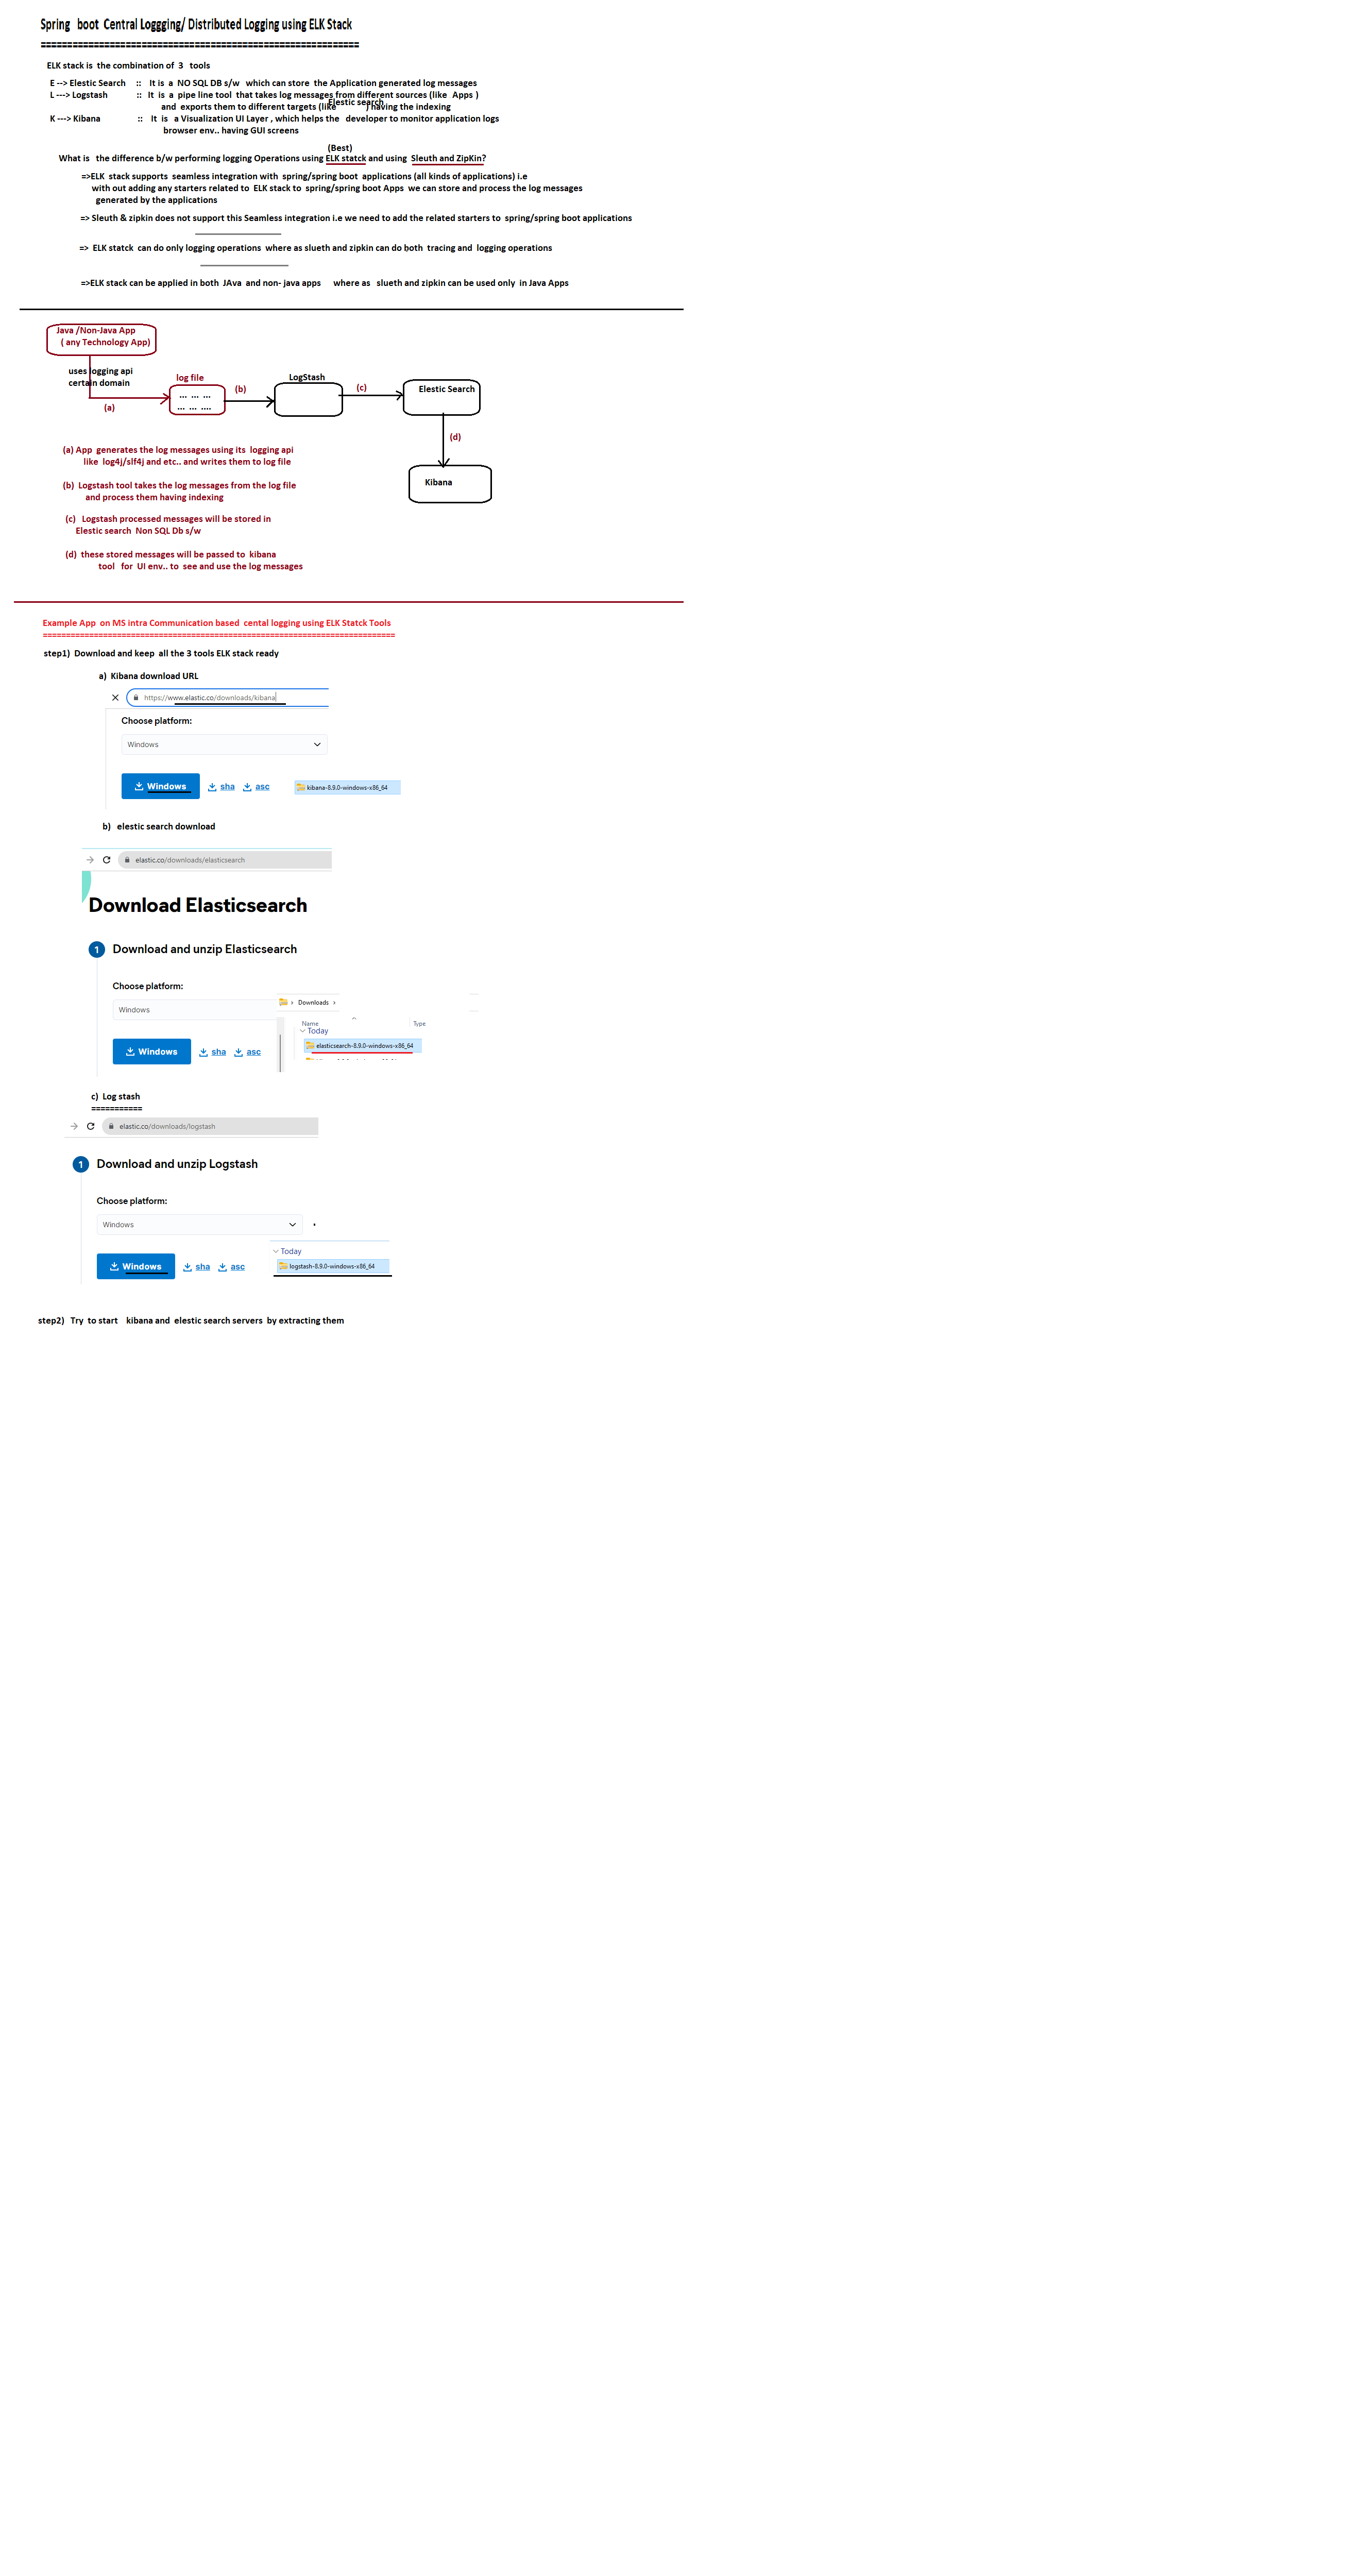 Spring boot Central Loggging/ Distributed Logging using ELK Stack
============================================================
ELK stack is the combination of 3 tools
E --> Elestic Search :: It is a NO SQL DB s/w which can store the Application generated log messages
L ---> Logstash :: It is a pipe line tool that takes log messages from different sources (like Apps )
Elestic search
and exports them to different targets (like ) having the indexing
K ---> Kibana :: It is a Visualization UI Layer , which helps the developer to monitor application logs
browser env.. having GUI screens
(Best)
What is the difference b/w performing logging Operations using ELK statck and using Sleuth and ZipKin?
=>ELK stack supports seamless integration with spring/spring boot applications (all kinds of applications) i.e
with out adding any starters related to ELK stack to spring/spring boot Apps we can store and process the log messages
generated by the applications
=> Sleuth & zipkin does not support this Seamless integration i.e we need to add the related starters to spring/spring boot applications
=> ELK statck can do only logging operations where as slueth and zipkin can do both tracing and logging operations
=>ELK stack can be applied in both JAva and non- java apps where as slueth and zipkin can be used only in Java Apps
Java /Non-Java App
( any Technology App)
uses logging api
certain domain
(a)
log file
... ... ...
... ... ....
(b)
LogStash
(c)
Elestic Search
(d)
Kibana
(a) App generates the log messages using its logging api
like log4j/slf4j and etc.. and writes them to log file
(b) Logstash tool takes the log messages from the log file
and process them having indexing
(c) Logstash processed messages will be stored in
Elestic search Non SQL Db s/w
(d) these stored messages will be passed to kibana
tool for UI env.. to see and use the log messages
Example App on MS intra Communication based cental logging using ELK Statck Tools
============================================================================
step1) Download and keep all the 3 tools ELK stack ready
a) Kibana download URL
https://www.elastic.co/downloads/kibana
Choose platform:
Windows
Windows sha asc
kibana-8.9.0-windows-x86_64
b) elestic search download
elastic.co/downloads/elasticsearch
Download Elasticsearch
1 Download and unzip Elasticsearch
Choose platform:
Windows
Windows sha asc
Downloads
Name Type
Today
elasticsearch-8.9.0-windows-x86_64
c) Log stash
===========
elastic.co/downloads/logstash
1 Download and unzip Logstash
Choose platform:
Windows
Windows sha asc
Today
logstash-8.9.0-windows-x86_64
step2) Try to start kibana and elestic search servers by extracting them